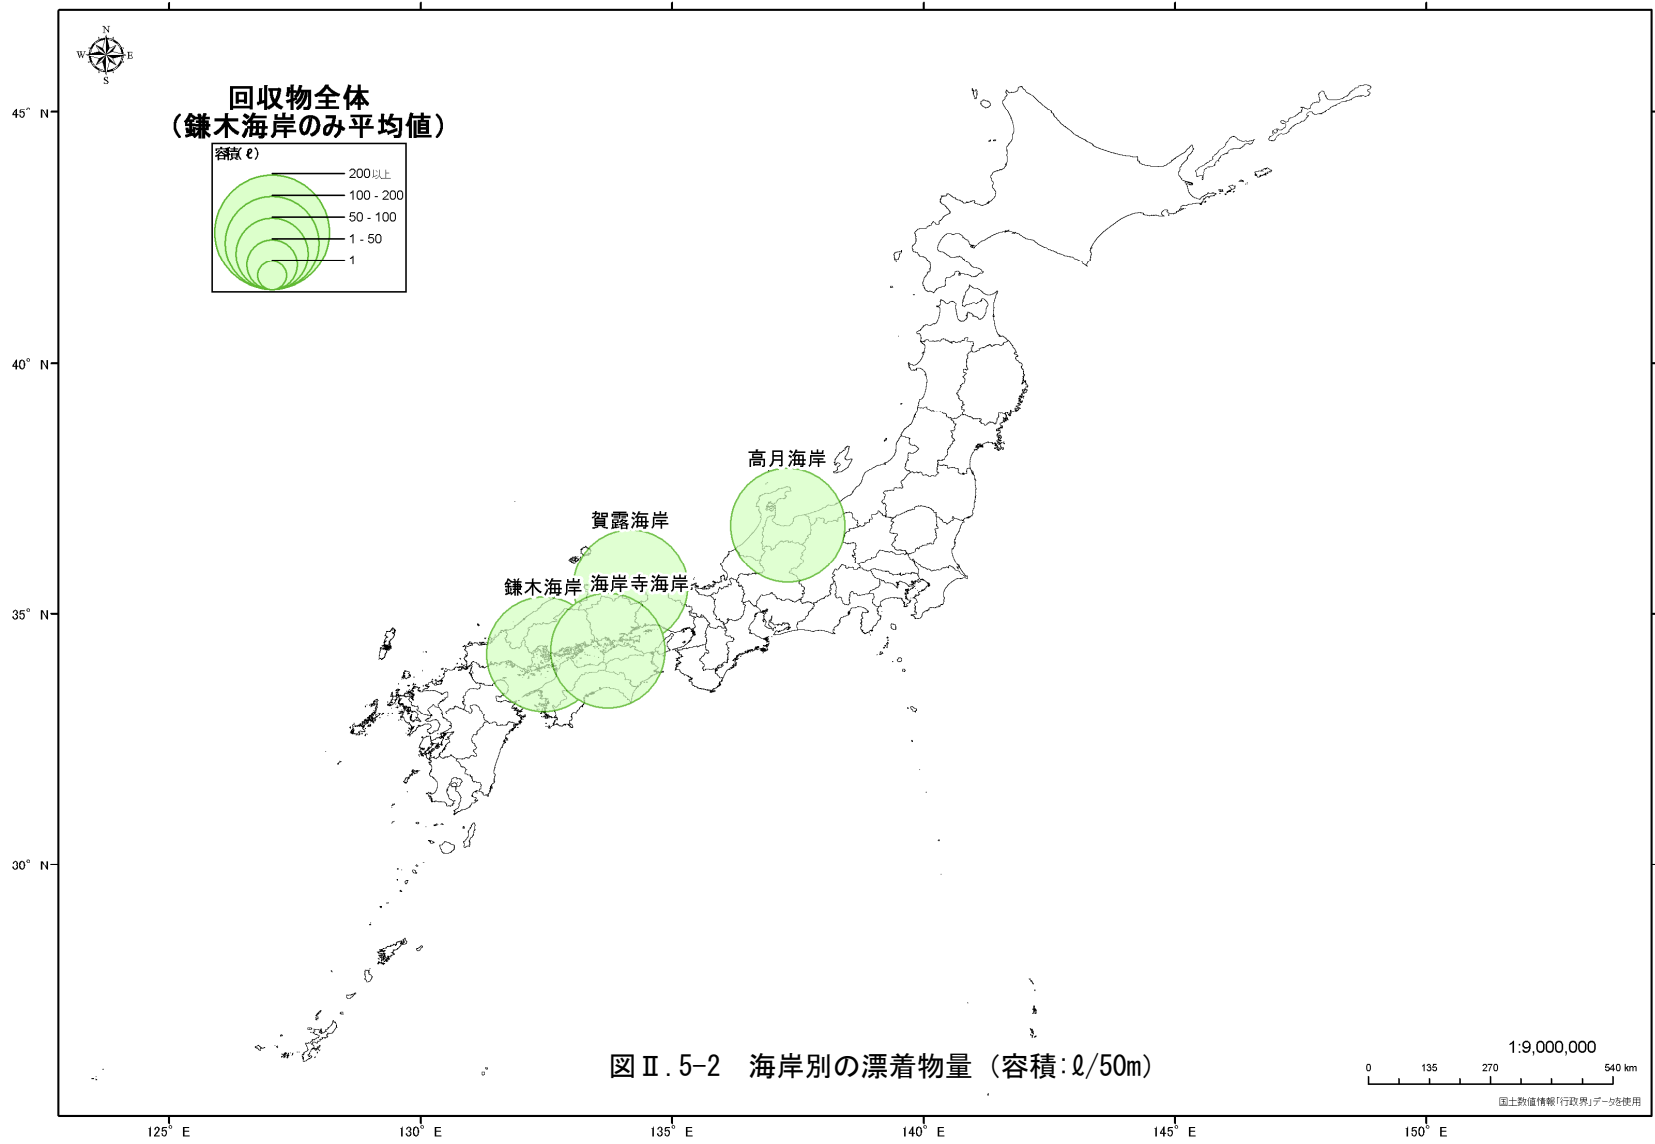 N
W E
S
回収物全体
（鎌木海岸のみ平均値）
容積(ℓ)
200以上
100 - 200
50 - 100
1 - 50
1
45° N
40° N
35° N
30° N
高月海岸
賀露海岸
鎌木海岸
海岸寺海岸
図Ⅱ.5-2　海岸別の漂着物量（容積:ℓ/50m）
1:9,000,000
0 135 270 540 km
国土数値情報「行政界」データを使用
125° E 130° E 135° E 140° E 145° E 150° E